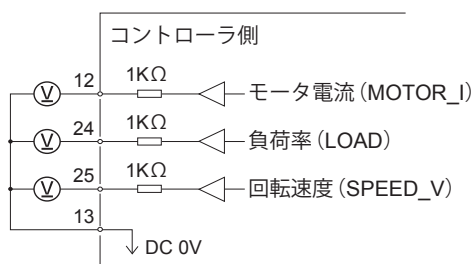 コントローラ側
V 12 1KΩ モータ電流（MOTOR_I）
V 24 1KΩ 負荷率（LOAD）
V 25 1KΩ 回転速度（SPEED_V）
13
DC 0V